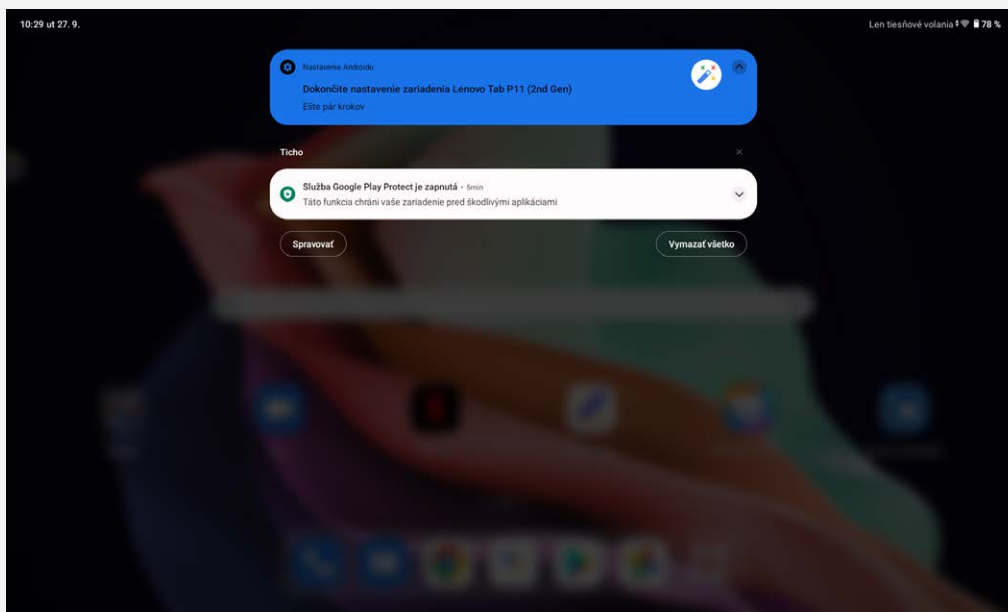 10:29 ut 27. 9.
Len tiesňové volania 78 %
Nastavenie Androidu
Dokončite nastavenie zariadenia Lenovo Tab P11 (2nd Gen)
Ešte pár krokov
Ticho
Služba Google Play Protect je zapnutá • 5min
Táto funkcia chráni vaše zariadenie pred škodlivými aplikáciami
Spravovať
Vymazať všetko